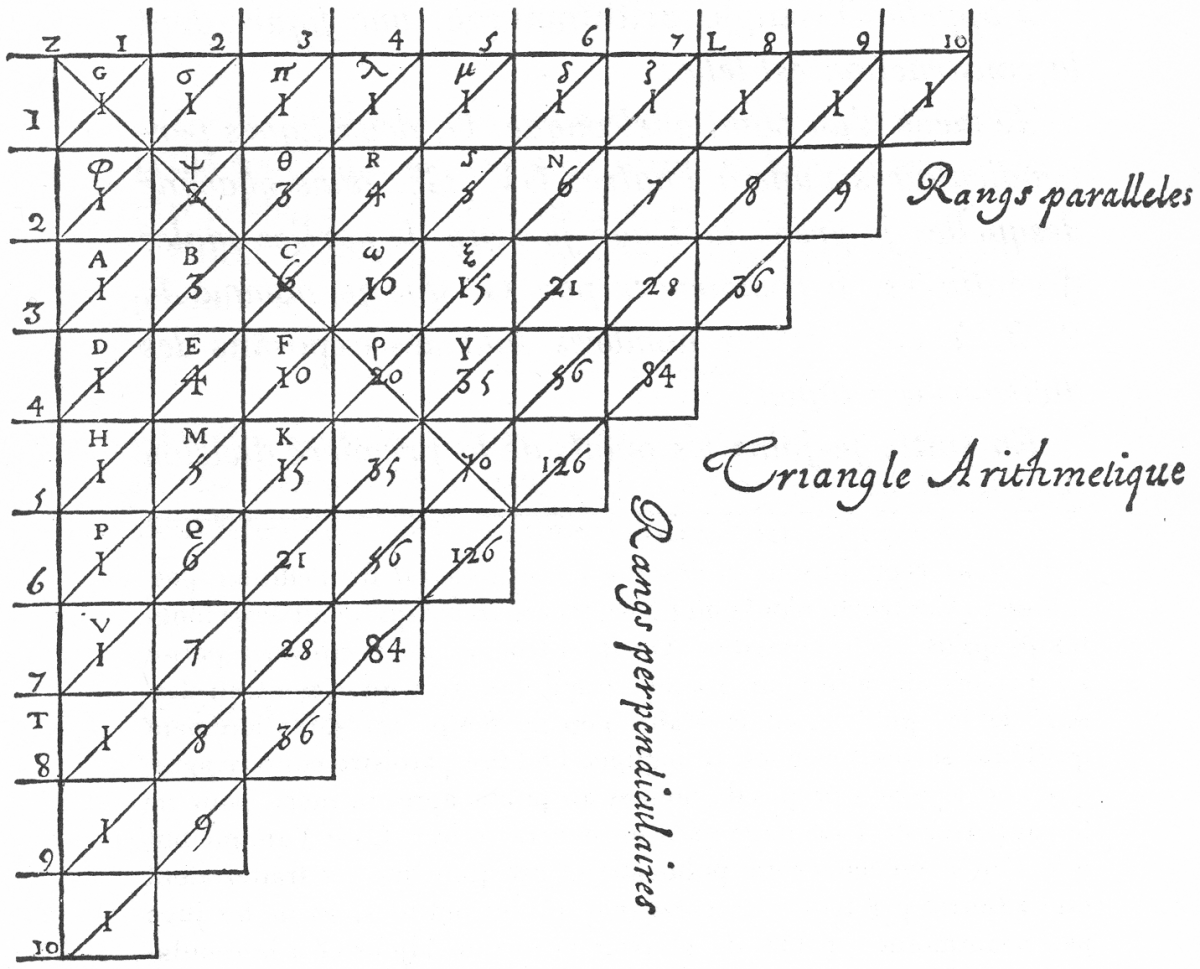 Z 1 2 3 4 5 6 7 L 8 9 10
G σ π λ μ δ ζ
1 1 1 1 1 1 1 1 1 1 1
φ ψ θ R S N
2 1 2 3 4 5 6 7 8 9
Rangs paralleles
A B C ω ξ
3 1 3 6 10 15 21 28 36
D E F ρ Y
4 1 4 10 20 35 56 84
H M K
5 1 5 15 35 70 126
Triangle Arithmetique
P Q
6 1 6 21 56 126
V
7 1 7 28 84
Rangs perpendiculaires
T
8 1 8 36
9 1 9
10 1